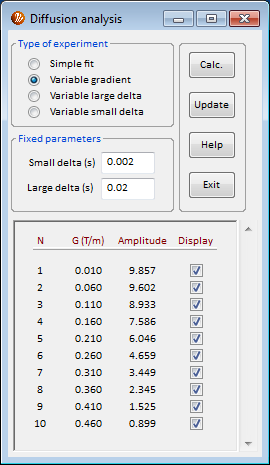 Diffusion analysis
Type of experiment
Simple fit
Variable gradient
Variable large delta
Variable small delta
Calc.
Update
Help
Exit
Fixed parameters
Small delta (s) 0.002
Large delta (s) 0.02
N G (T/m) Amplitude Display
1 0.010 9.857
2 0.060 9.602
3 0.110 8.933
4 0.160 7.586
5 0.210 6.046
6 0.260 4.659
7 0.310 3.449
8 0.360 2.345
9 0.410 1.525
10 0.460 0.899